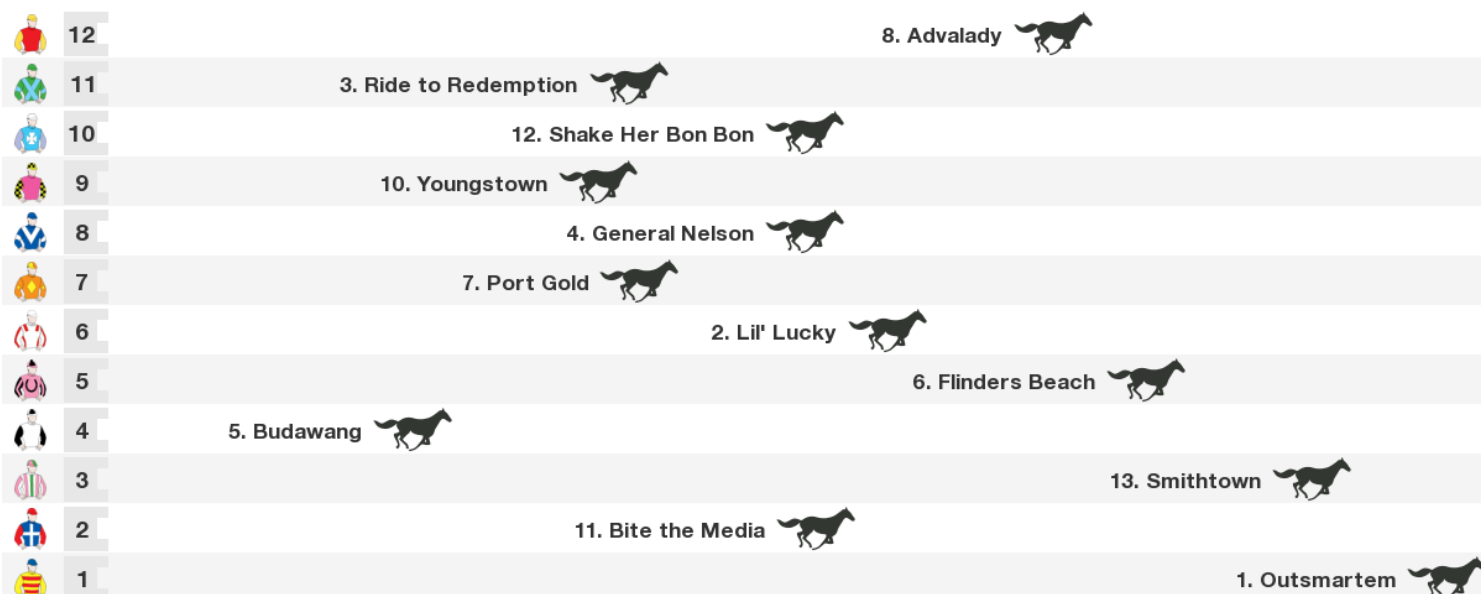 12 8. Advalady
11 3. Ride to Redemption
10 12. Shake Her Bon Bon
9 10. Youngstown
8 4. General Nelson
7 7. Port Gold
6 2. Lil' Lucky
5 6. Flinders Beach
4 5. Budawang
3 13. Smithtown
2 11. Bite the Media
1 1. Outsmartem